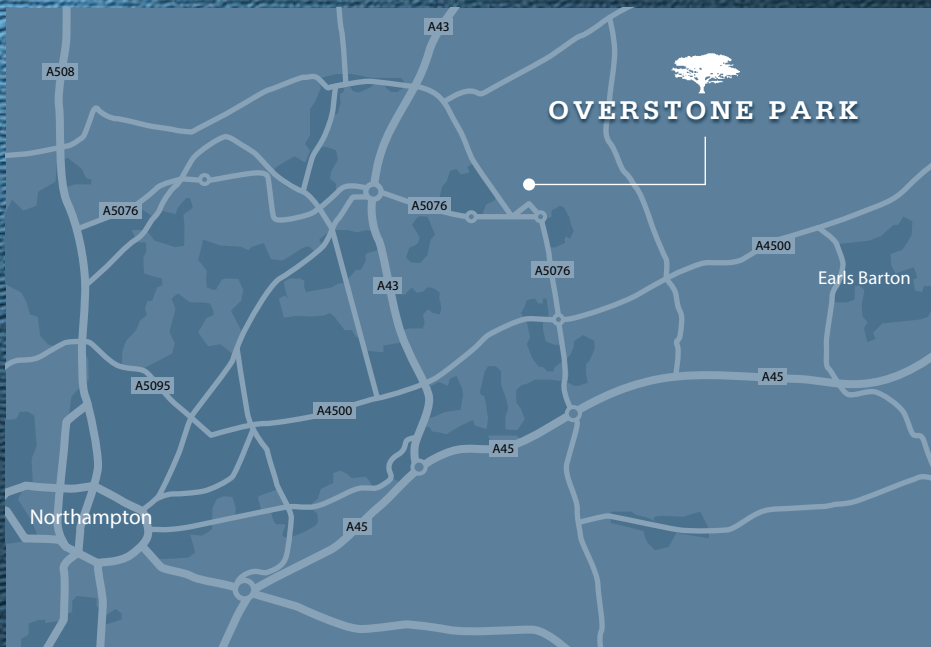 A43
A508
OVERSTONE PARK
A5076
A5076
A4500
A5076
Earls Barton
A43
A45
A5095
A4500
A45
Northampton
A45